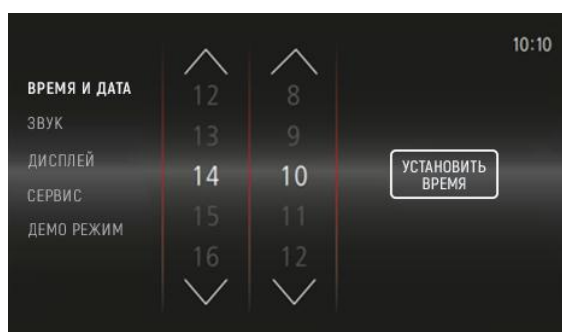 10:10
ВРЕМЯ И ДАТА
ЗВУК
ДИСПЛЕЙ
СЕРВИС
ДЕМО РЕЖИМ
12
13
14
15
16
8
9
10
11
12
УСТАНОВИТЬ
ВРЕМЯ